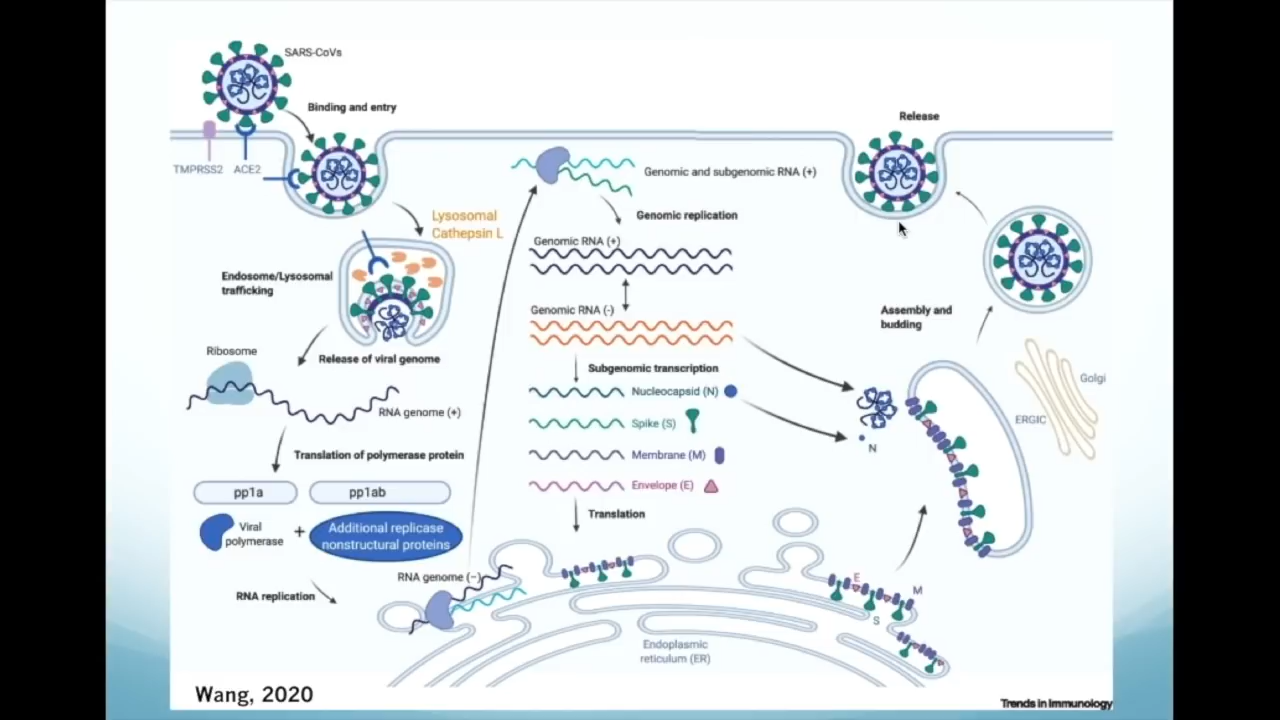 SARS-CoVs
Binding and entry
TMPRSS2
ACE2
Lysosomal
Cathepsin L
Endosome/Lysosomal
trafficking
Release of viral genome
Ribosome
RNA genome (+)
Translation of polymerase protein
pp1a
pp1ab
Viral
polymerase
+
Additional replicase
nonstructural proteins
RNA genome (−)
RNA replication
Genomic and subgenomic RNA (+)
Genomic replication
Genomic RNA (+)
Genomic RNA (-)
Subgenomic transcription
Nucleocapsid (N)
Spike (S)
Membrane (M)
Envelope (E)
Translation
Endoplasmic
reticulum (ER)
Release
Assembly and
budding
N
E
M
S
ERGIC
Golgi
Wang, 2020
Trends in Immunology